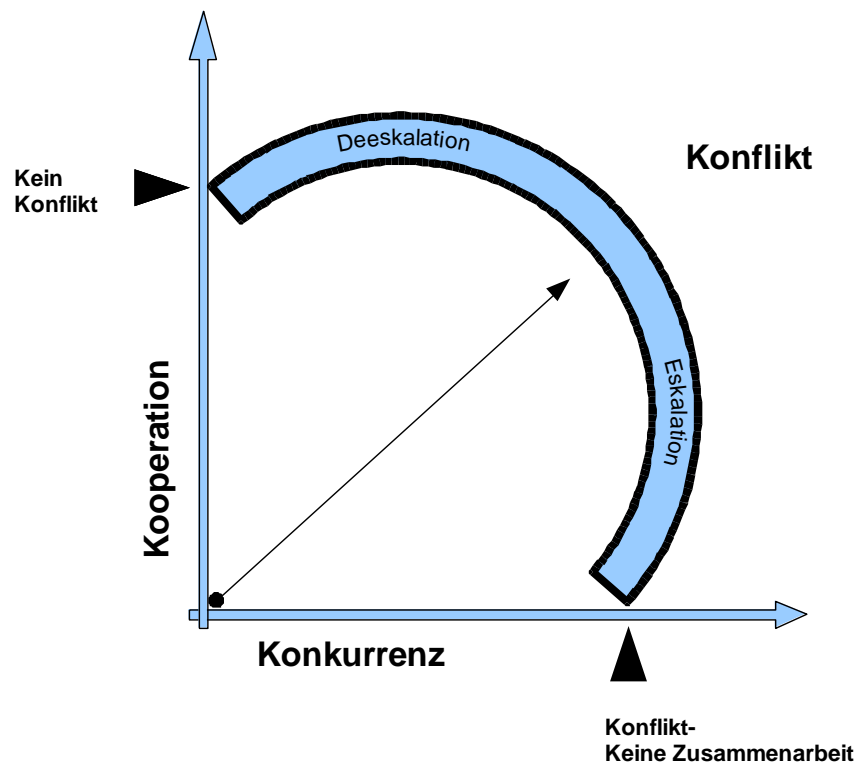 Deeskalation
Konflikt
Kein
Konflikt
Kooperation
Eskalation
Konkurrenz
Konflikt-
Keine Zusammenarbeit